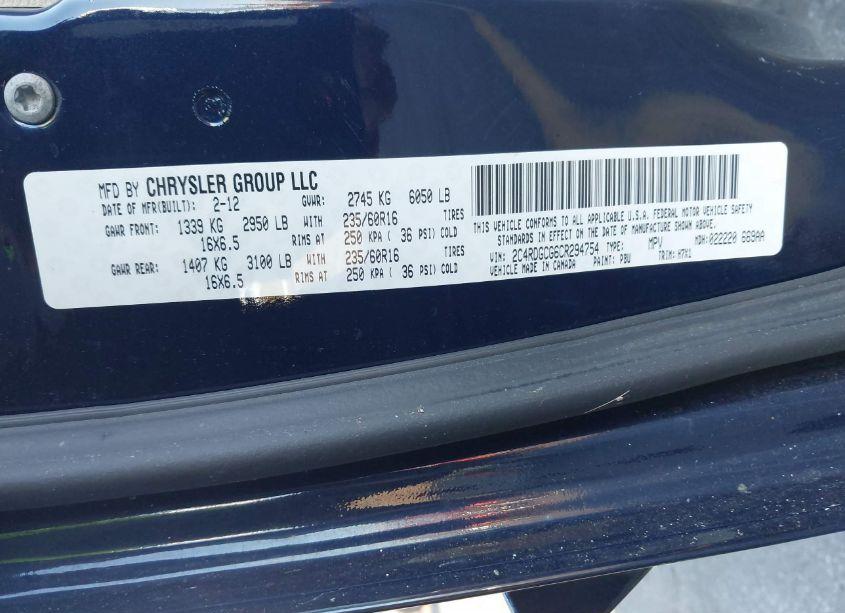 MFD BY CHRYSLER GROUP LLC
DATE OF MFR(BUILT): 2-12 GVWR: 2745 KG 6050 LB
GAWR FRONT: 1339 KG 2950 LB WITH 235/60R16 TIRES
16X6.5 RIMS AT 250 KPA ( 36 PSI) COLD
GAWR REAR: 1407 KG 3100 LB WITH 235/60R16 TIRES
16X6.5 RIMS AT 250 KPA ( 36 PSI) COLD
THIS VEHICLE CONFORMS TO ALL APPLICABLE U.S.A. FEDERAL MOTOR VEHICLE SAFETY
STANDARDS IN EFFECT ON THE DATE OF MANUFACTURE SHOWN ABOVE.
VIN: 2C4RDGCG6CR294754 TYPE: MPV MDH: 022220 669AA
VEHICLE MADE IN CANADA PAINT: PBU TRIM: H7X1